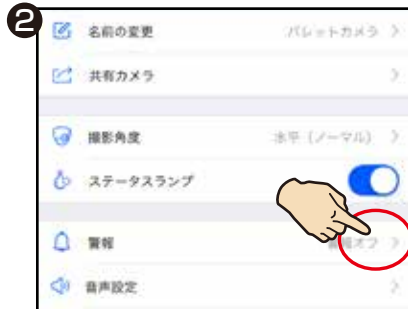 2
名前の変更 パレットカメラ
共有カメラ
撮影角度 水平（ノーマル）
ステータスランプ
警報 警報オフ
音声設定